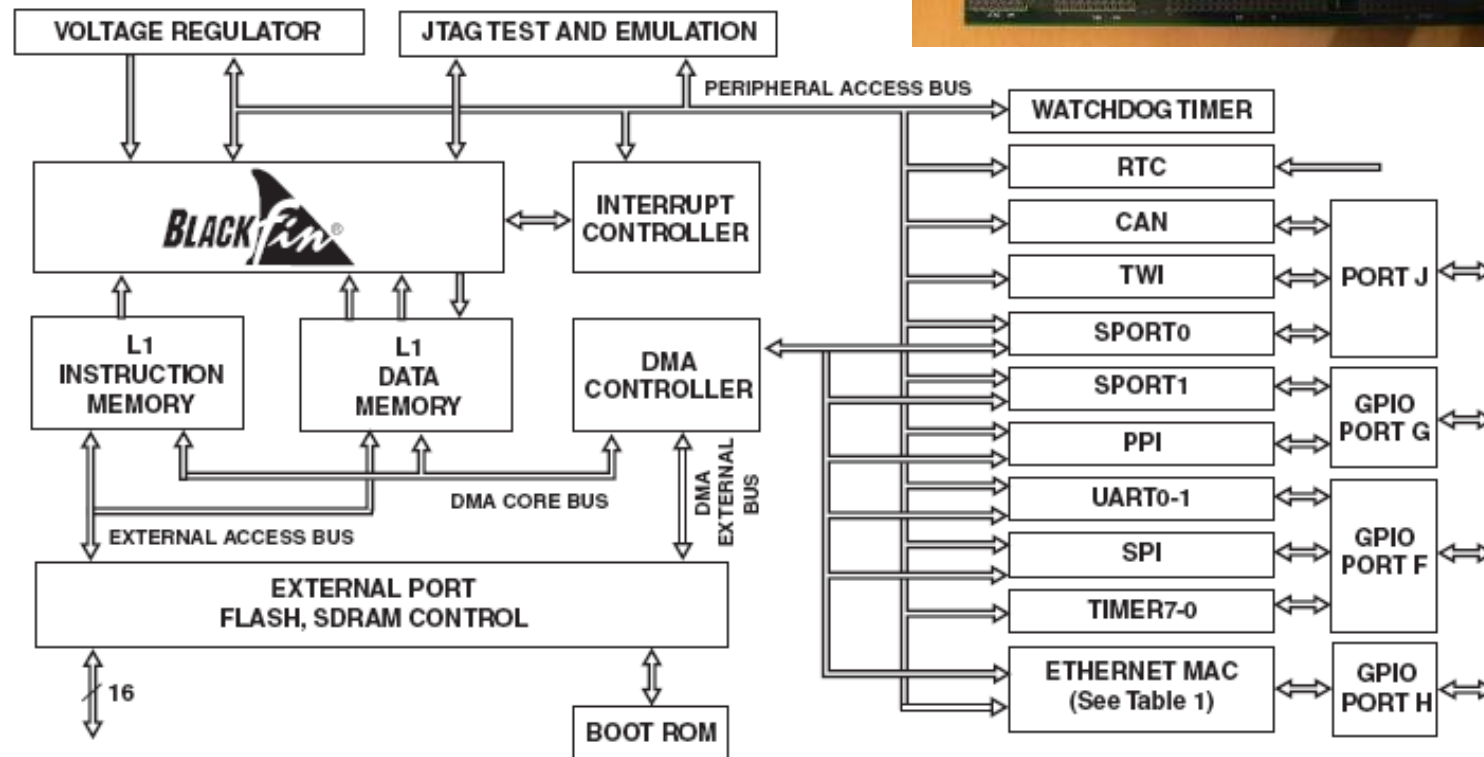 VOLTAGE REGULATOR
JTAG TEST AND EMULATION
PERIPHERAL ACCESS BUS
WATCHDOG TIMER
RTC
BLACKfin®
INTERRUPT
CONTROLLER
CAN
TWI
PORT J
SPORT0
L1
INSTRUCTION
MEMORY
L1
DATA
MEMORY
DMA
CONTROLLER
SPORT1
GPIO
PORT G
PPI
DMA CORE BUS
DMA
EXTERNAL
BUS
EXTERNAL ACCESS BUS
UART0-1
SPI
GPIO
PORT F
TIMER7-0
EXTERNAL PORT
FLASH, SDRAM CONTROL
16
BOOT ROM
ETHERNET MAC
(See Table 1)
GPIO
PORT H